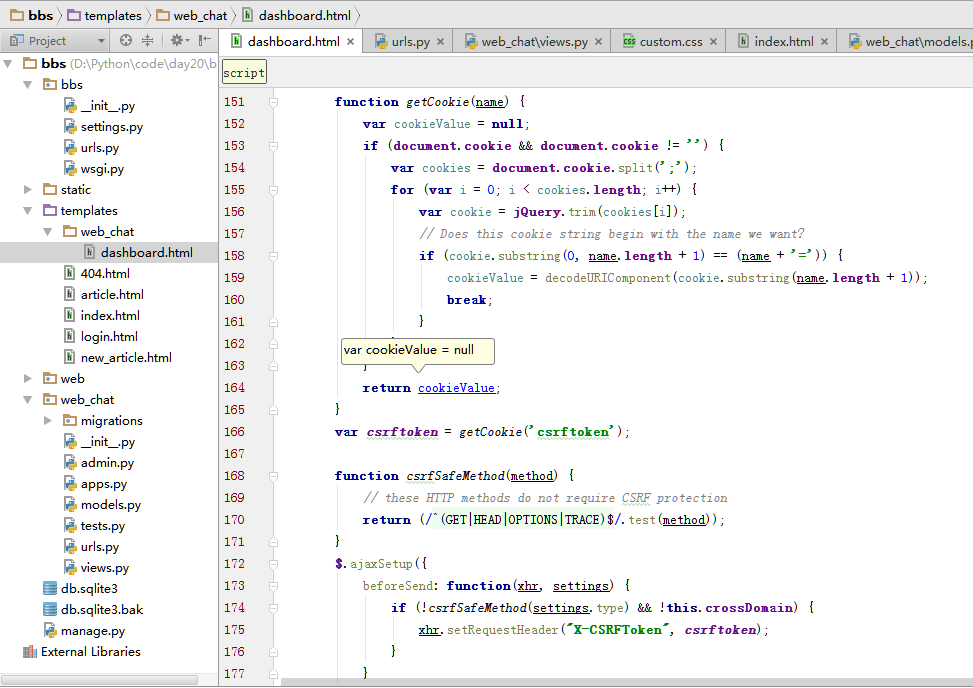 bbs templates web_chat dashboard.html
Project
dashboard.html urls.py web_chat\views.py custom.css index.html web_chat\models.p
bbs (D:\Python\code\day20\b
bbs
__init__.py
settings.py
urls.py
wsgi.py
static
templates
web_chat
dashboard.html
404.html
article.html
index.html
login.html
new_article.html
web
web_chat
migrations
__init__.py
admin.py
apps.py
models.py
tests.py
urls.py
views.py
db.sqlite3
db.sqlite3.bak
manage.py
External Libraries
script
151 function getCookie(name) {
152 var cookieValue = null;
153 if (document.cookie && document.cookie != '') {
154 var cookies = document.cookie.split(';');
155 for (var i = 0; i < cookies.length; i++) {
156 var cookie = jQuery.trim(cookies[i]);
157 // Does this cookie string begin with the name we want?
158 if (cookie.substring(0, name.length + 1) == (name + '=')) {
159 cookieValue = decodeURIComponent(cookie.substring(name.length + 1));
160 break;
161 }
162
var cookieValue = null
163 }
164 return cookieValue;
165 }
166 var csrftoken = getCookie('csrftoken');
167
168 function csrfSafeMethod(method) {
169 // these HTTP methods do not require CSRF protection
170 return (/^(GET|HEAD|OPTIONS|TRACE)$/.test(method));
171 }
172 $.ajaxSetup({
173 beforeSend: function(xhr, settings) {
174 if (!csrfSafeMethod(settings.type) && !this.crossDomain) {
175 xhr.setRequestHeader("X-CSRFToken", csrftoken);
176 }
177 }